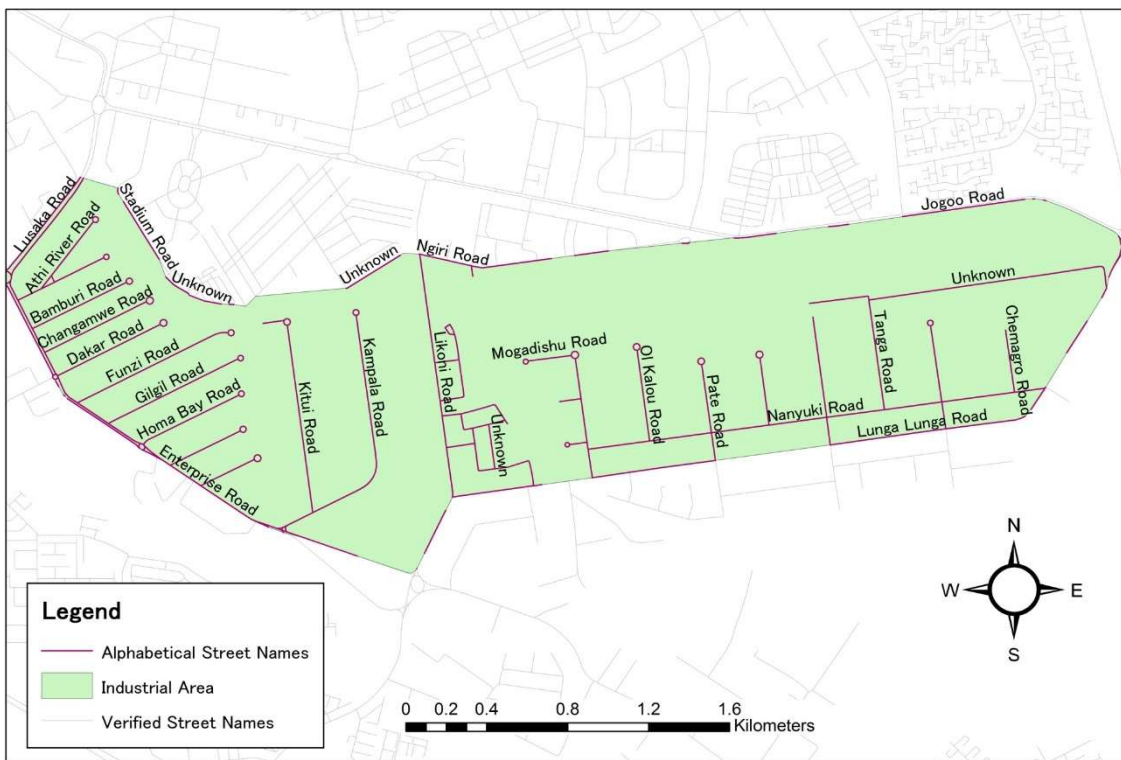 Jogoo Road
Lusaka Road
Stadium Road
Athi River Road
Ngiri Road
Unknown
Unknown
Unknown
Bamburi Road
Changamwe Road
Dakar Road
Funzi Road
Gilgil Road
Homa Bay Road
Enterprise Road
Kitui Road
Kampala Road
Likohi Road
Unknown
Mogadishu Road
Ol Kalou Road
Pate Road
Tanga Road
Chemagro Road
Nanyuki Road
Lunga Lunga Road
N
W
E
S
Legend
Alphabetical Street Names
Industrial Area
Verified Street Names
0 0.2 0.4 0.8 1.2 1.6
Kilometers